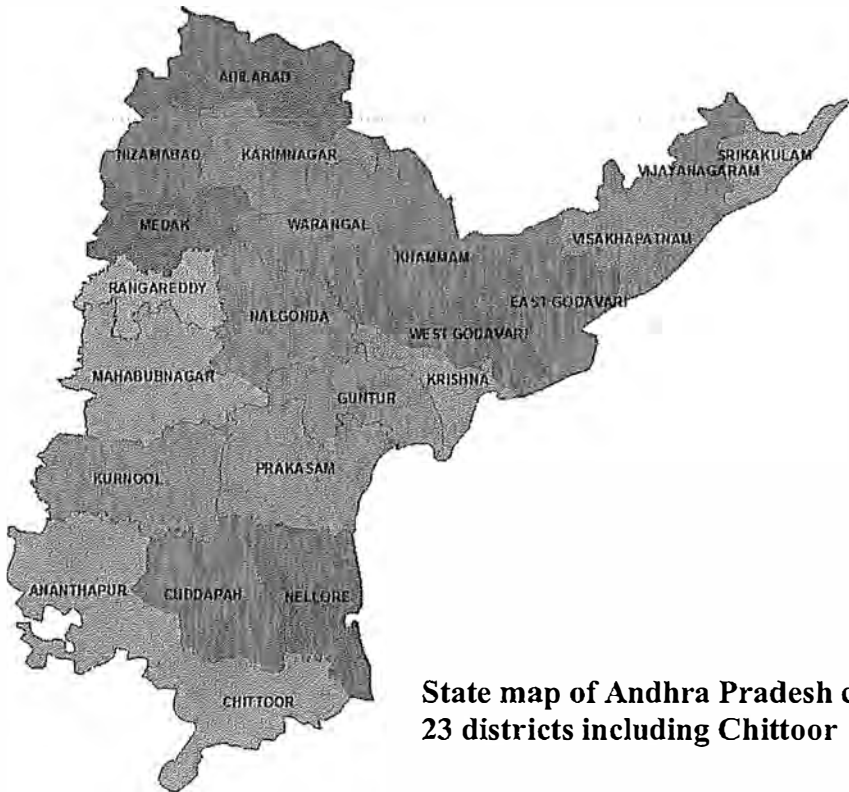 ADILABAD
NIZAMABAD
KARIMNAGAR
SRIKAKULAM
VIJAYANAGARAM
MEDAK
WARANGAL
VISAKHAPATNAM
KHAMMAM
RANGAREDDY
EAST GODAVARI
NALGONDA
WEST GODAVARI
MAHABUBNAGAR
KRISHNA
GUNTUR
PRAKASAM
KURNOOL
ANANTHAPUR
CUDDAPAH
NELLORE
CHITTOOR
State map of Andhra Pradesh
23 districts including Chittoor